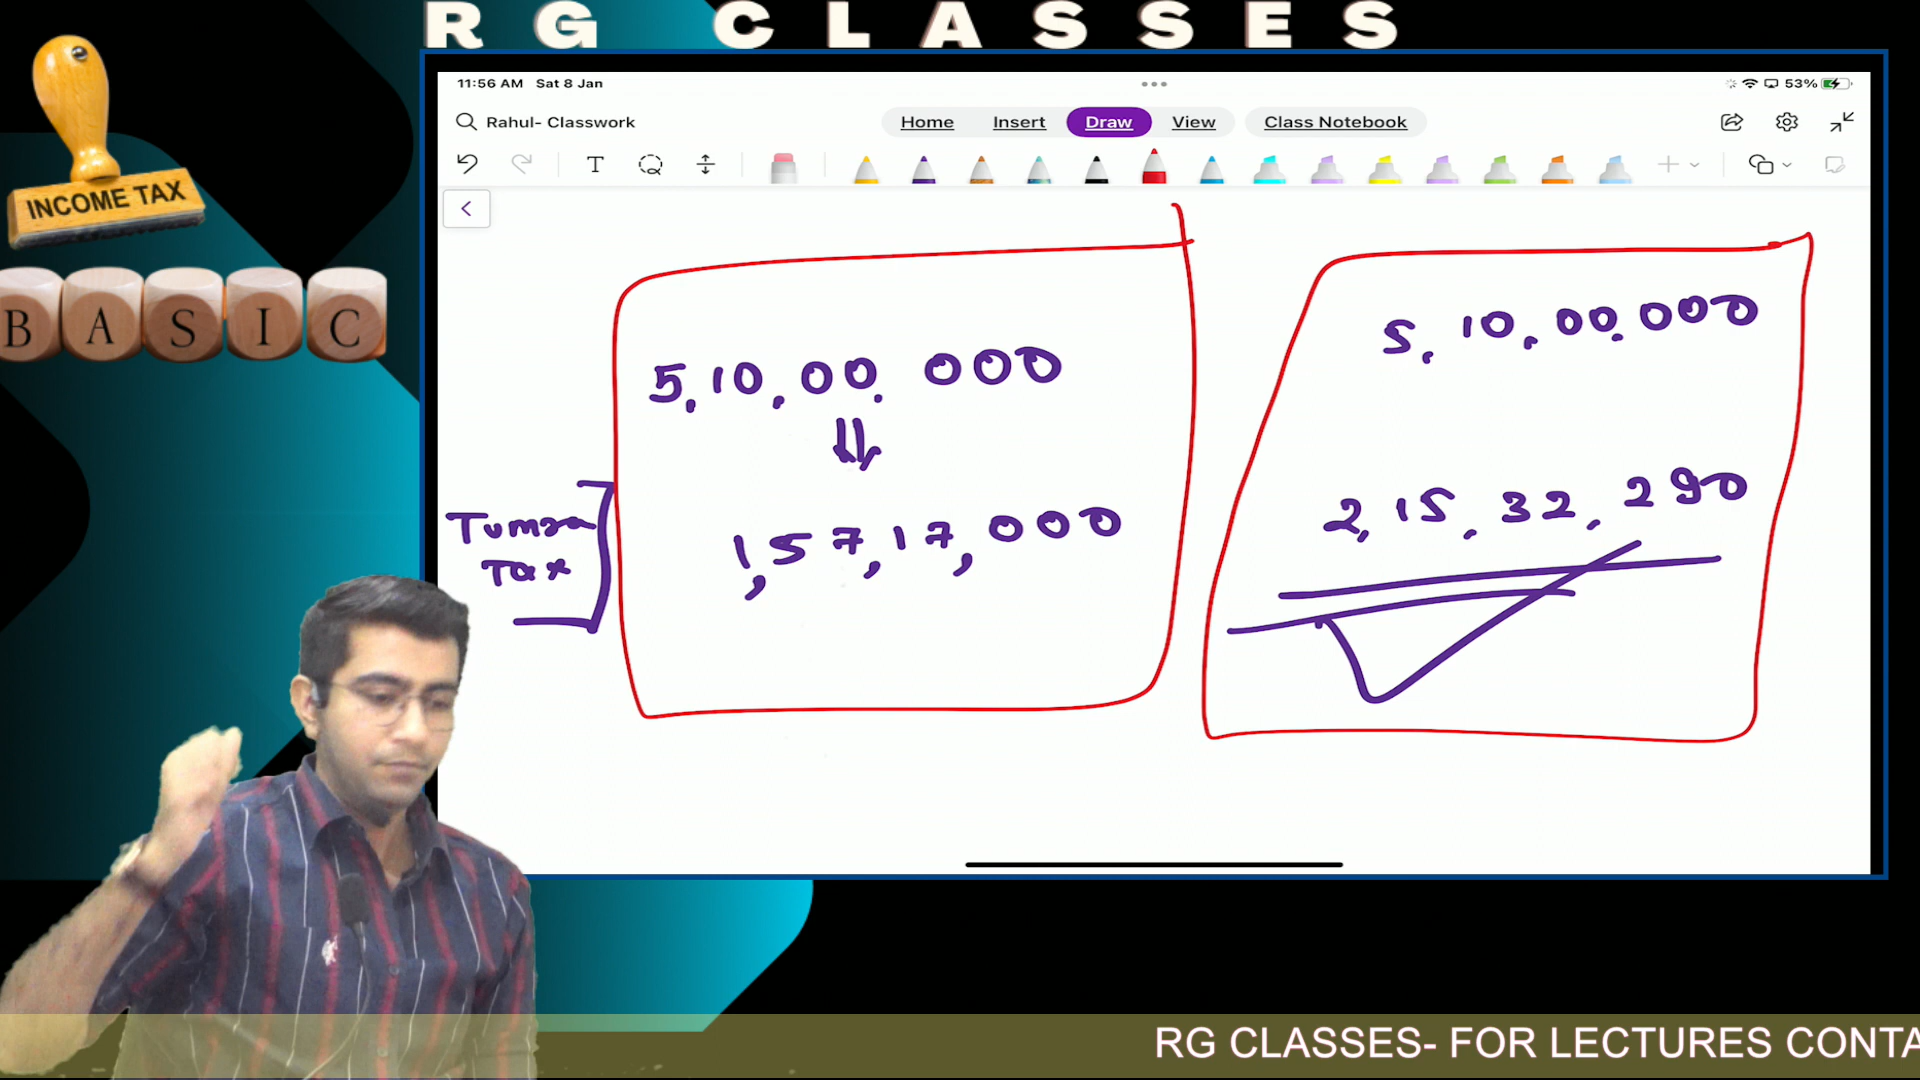 RG CLASSES
INCOME TAX
BASIC
11:56 AM Sat 8 Jan
53%
Rahul- Classwork
Home Insert Draw View Class Notebook
T
5,10,00,000
1,57,17,000
Tax
5,10,00,000
2,15,32,290
RG CLASSES- FOR LECTURES CONTA